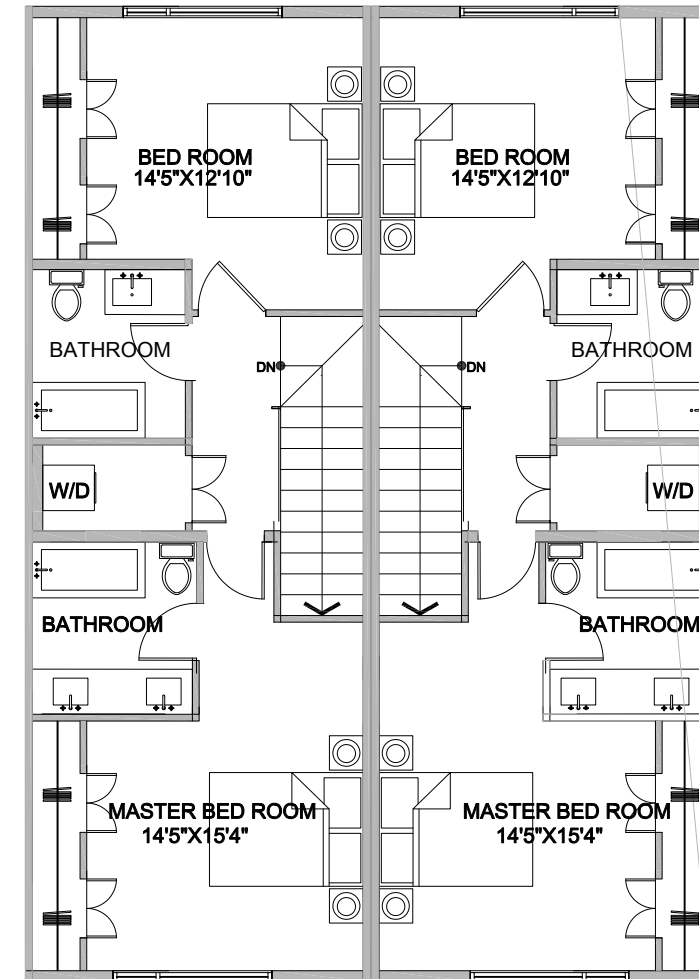 BED ROOM
14'5"X12'10"
BED ROOM
14'5"X12'10"
BATHROOM
BATHROOM
DN
DN
W/D
W/D
BATHROOM
BATHROOM
MASTER BED ROOM
14'5"X15'4"
MASTER BED ROOM
14'5"X15'4"